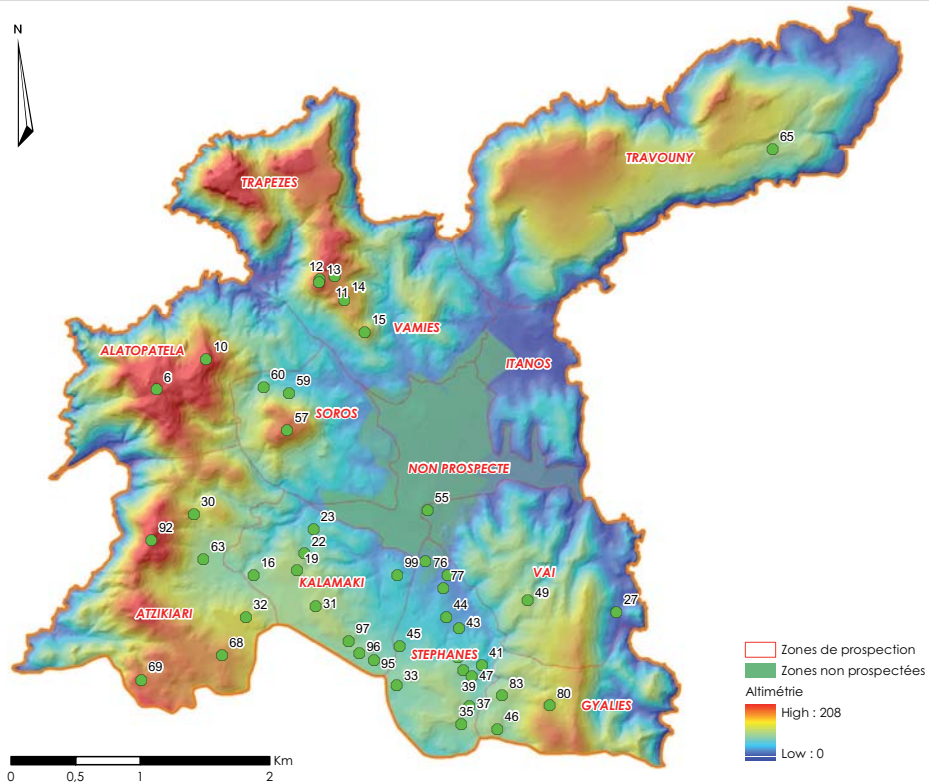 N
65
TRAVOUNY
TRAPEZES
12 13
11 14
15
VAMIES
ALATOPATELA
10
6
ITANOS
60 59
57 SOROS
NON PROSPECTE
55
30
92
23
22
63
19
16
KALAMAKI
99 76
77
VAI
49
27
31
ATZIKIARI
32
44
43
97
96
95
45
STEPHANES
41
68
69
33
39 47
83
80
GYALIES
37
35
46
Zones de prospection
Zones non prospectées
Altimétrie
High : 208
Low : 0
Km
0 0,5 1 2